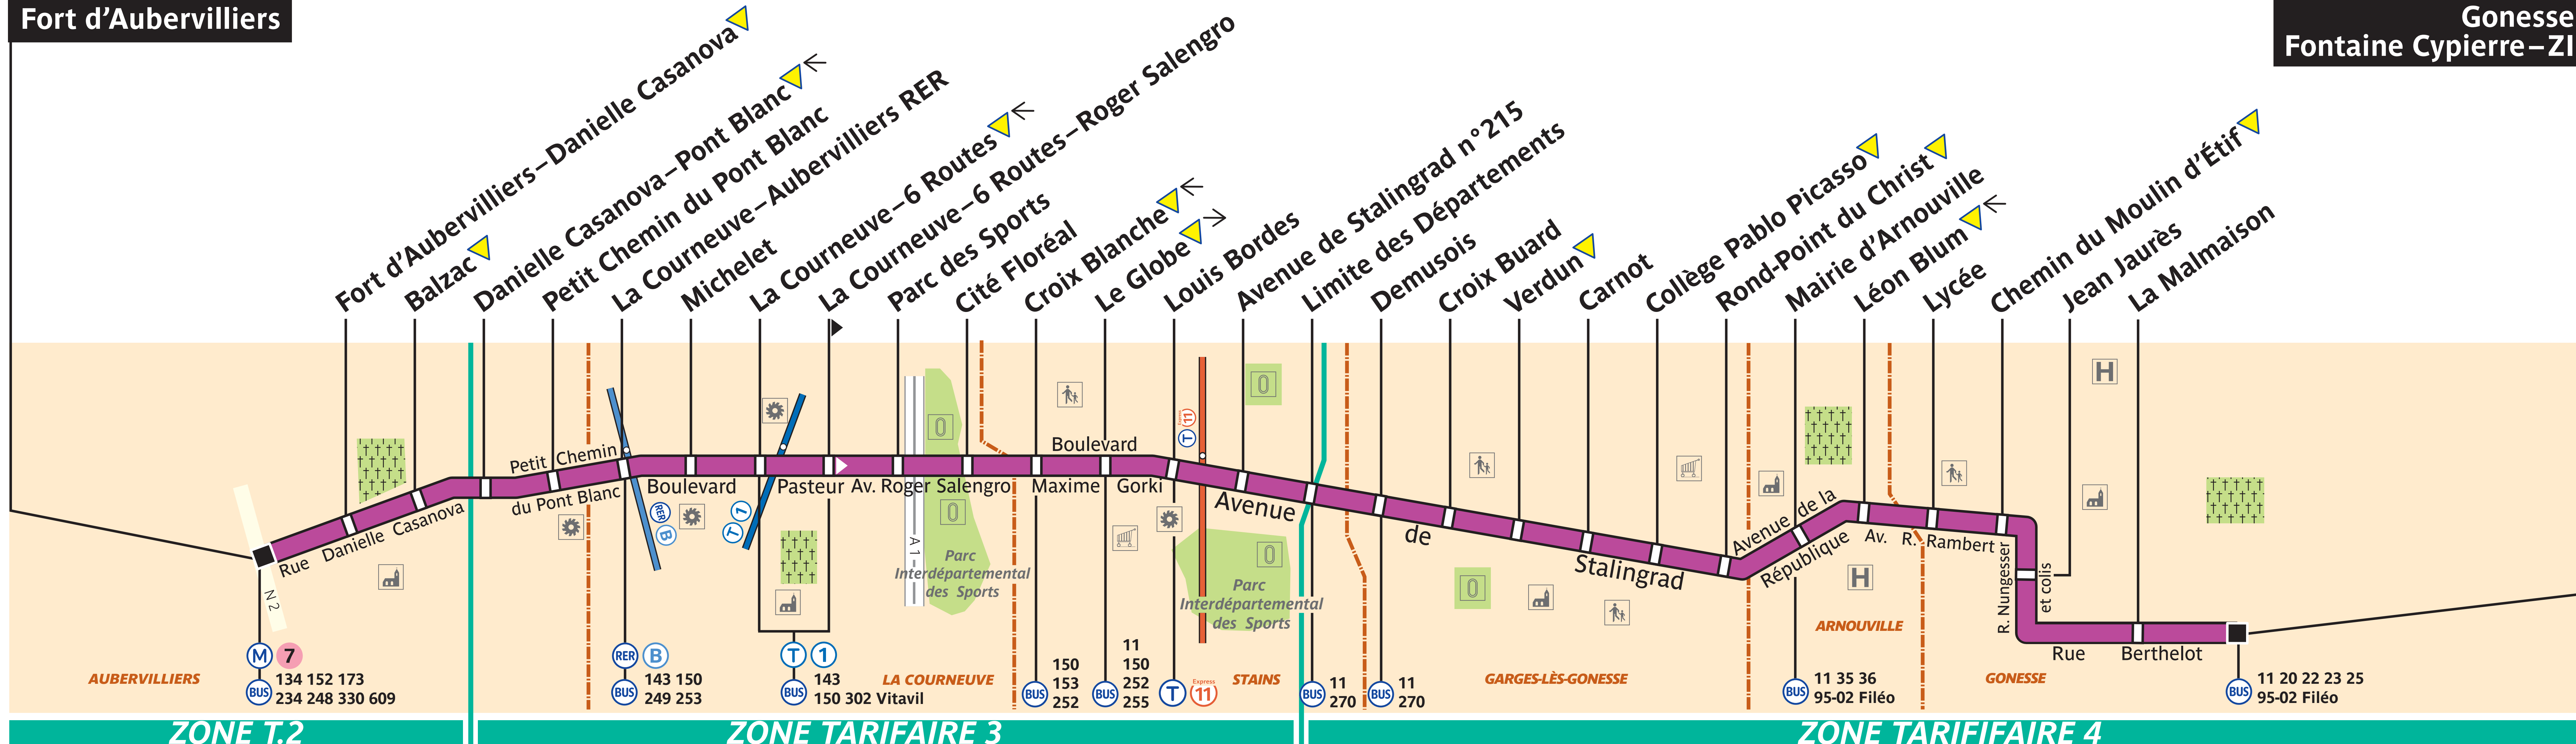 Fort d'Aubervilliers
Gonesse
Fontaine Cypierre–ZI
Fort d'Aubervilliers–Danielle Casanova
Balzac
Danielle Casanova–Pont Blanc
Petit Chemin du Pont Blanc
La Courneuve–Aubervilliers RER
Michelet
La Courneuve–6 Routes
La Courneuve–6 Routes–Roger Salengro
Parc des Sports
Cité Floréal
Croix Blanche
Le Globe
Louis Bordes
Avenue de Stalingrad n°215
Limite des Départements
Demusois
Croix Buard
Verdun
Carnot
Collège Pablo Picasso
Rond-Point du Christ
Mairie d'Arnouville
Léon Blum
Lycée
Chemin du Moulin d'Étif
Jean Jaurès
La Malmaison
N 2
Rue Danielle Casanova
Petit Chemin
du Pont Blanc
RER B
Boulevard Pasteur
T 1
Av. Roger Salengro
A 1
Parc
Interdépartemental
des Sports
Boulevard
Maxime Gorki
T Express 11
Parc
Interdépartemental
des Sports
Avenue
de
Stalingrad
Avenue de la
République
Av. R. Rambert
R. Nungesser
et colis
Rue Berthelot
H
H
AUBERVILLIERS
LA COURNEUVE
STAINS
GARGES-LÈS-GONESSE
ARNOUVILLE
GONESSE
M 7
BUS 134 152 173
234 248 330 609
RER B
BUS 143 150
249 253
T 1
BUS 143
150 302 Vitavil
BUS 150
153
252
BUS 11
150
252
255
T Express 11
BUS 11
270
BUS 11
270
BUS 11 35 36
95-02 Filéo
BUS 11 20 22 23 25
95-02 Filéo
ZONE T.2
ZONE TARIFAIRE 3
ZONE TARIFIFAIRE 4